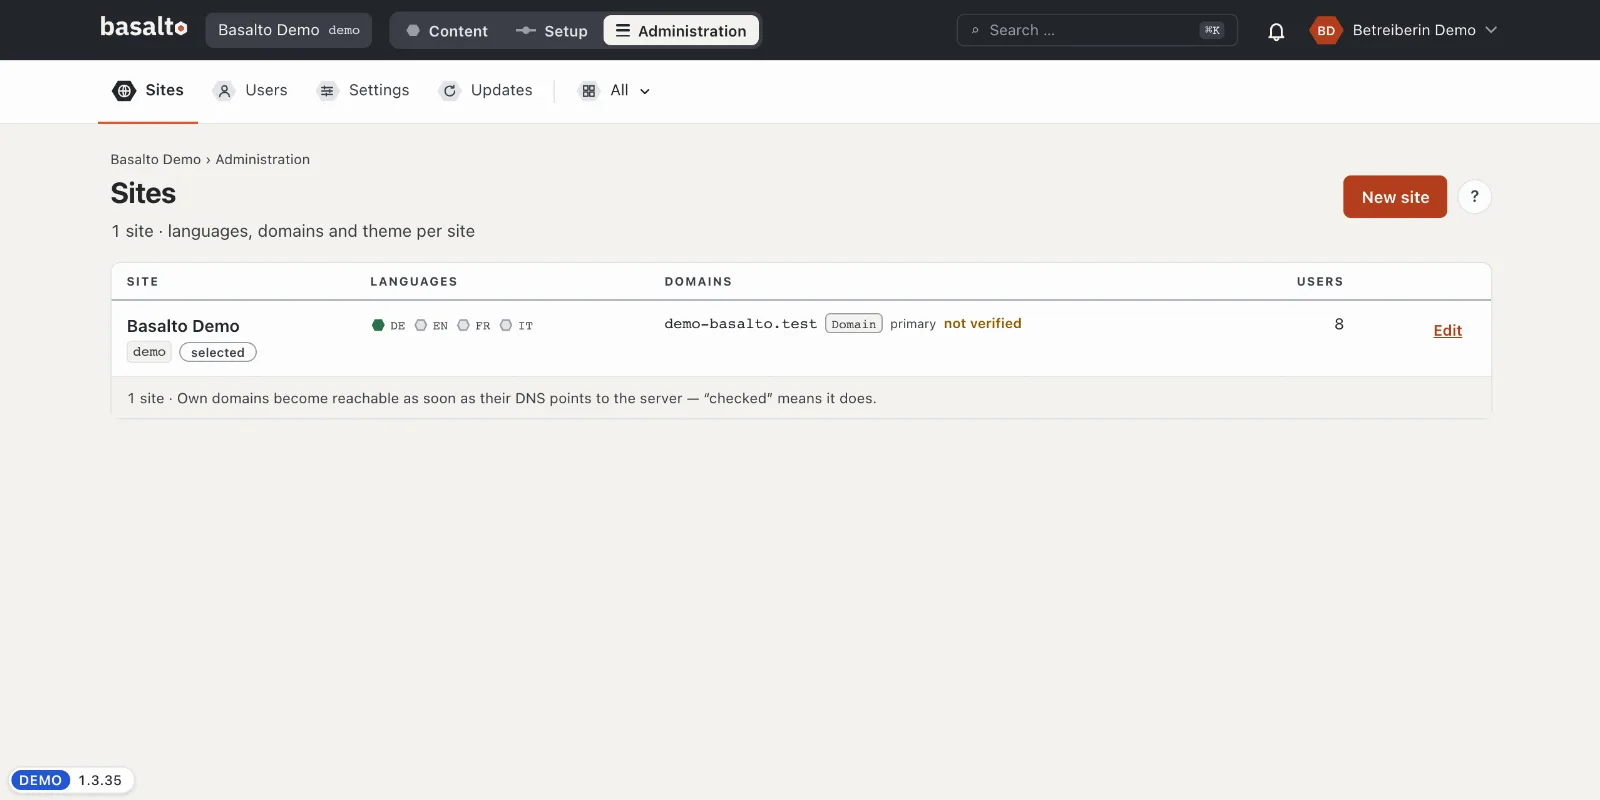 basalto Basalto Demo demo Content Setup Administration Search ... ⌘K BD Betreiberin Demo
Sites Users Settings Updates All
Basalto Demo › Administration
Sites
New site ?
1 site · languages, domains and theme per site
SITE LANGUAGES DOMAINS USERS
Basalto Demo DE EN FR IT demo-basalto.test Domain primary not verified 8 Edit
demo selected
1 site · Own domains become reachable as soon as their DNS points to the server — “checked” means it does.
DEMO 1.3.35